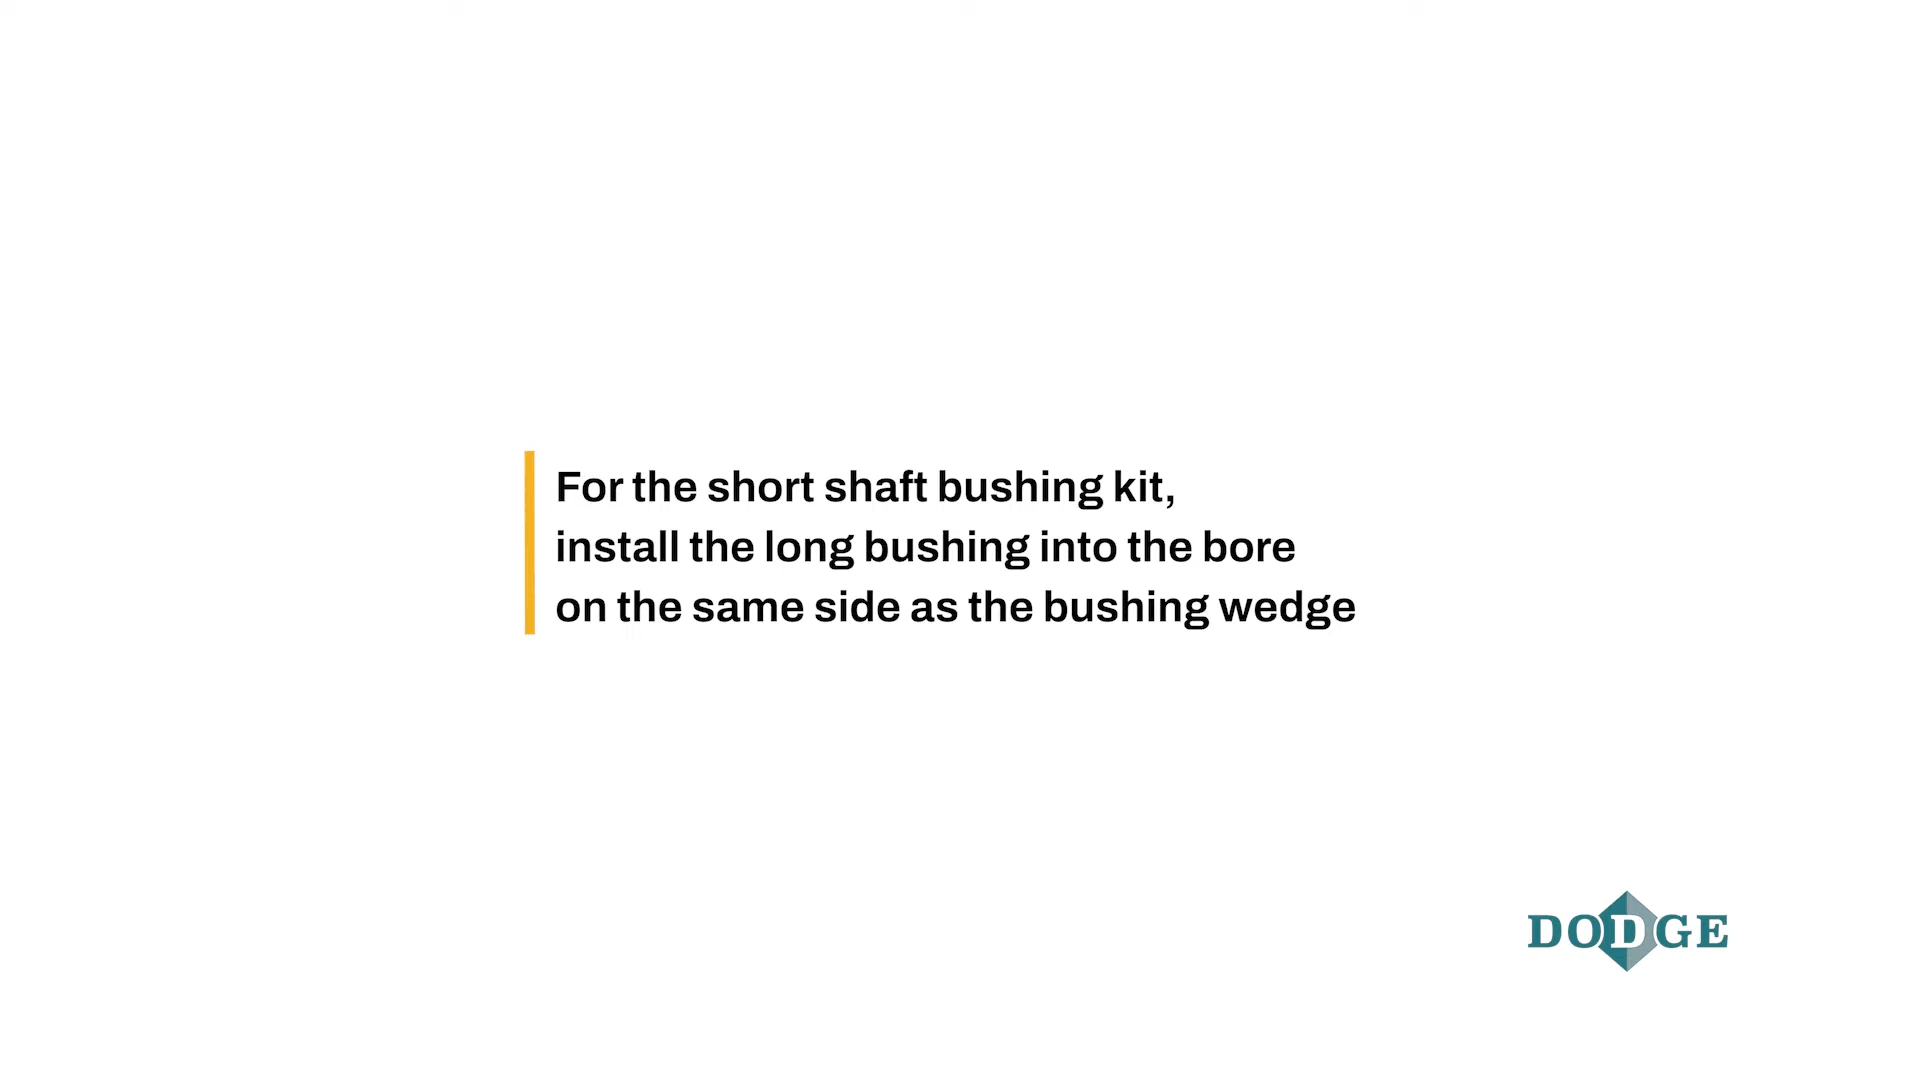 For the short shaft bushing kit,
install the long bushing into the bore
on the same side as the bushing wedge
DODGE